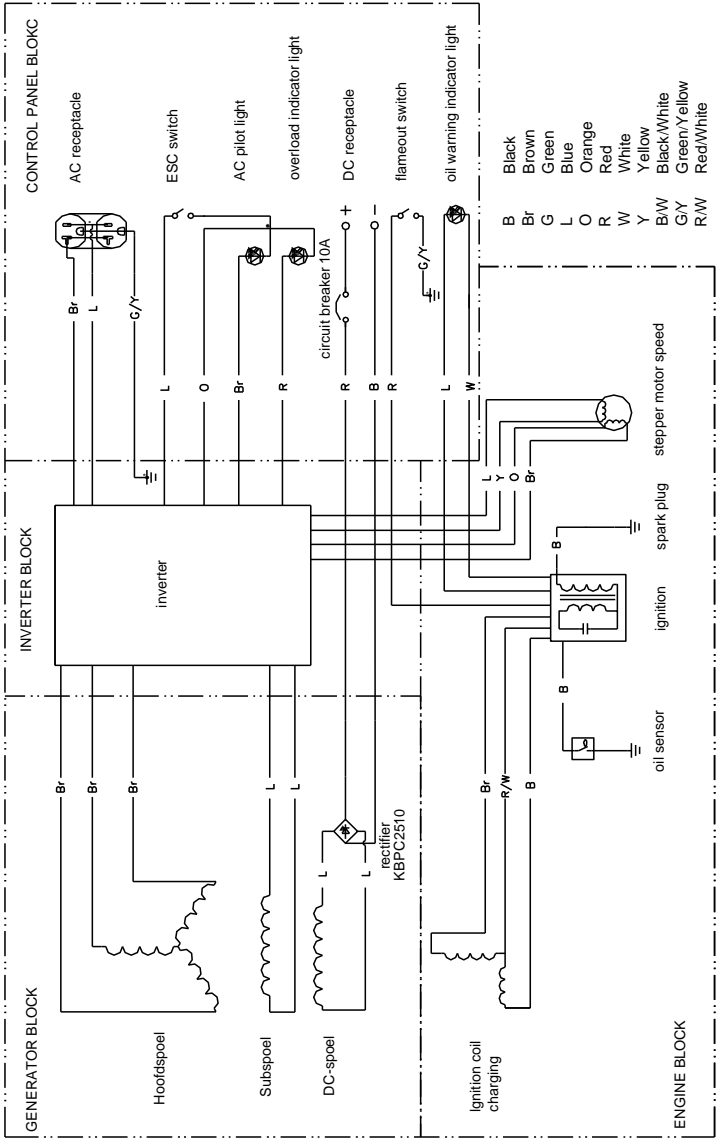 GENERATOR BLOCK
INVERTER BLOCK
CONTROL PANEL BLOKC
AC receptacle
ESC switch
AC pilot light
overload indicator light
DC receptacle
flameout switch
oil warning indicator light
Br
L
G/Y
L
O
Br
R
circuit breaker 10A
+
R
−
B
R
G/Y
L
W
inverter
Br
Br
Br
L
L
L
L
rectifier
KBPC2510
Hoofdspoel
Subspoel
DC-spoel
L
Y
O
Br
stepper motor speed
B
spark plug
ignition
B
oil sensor
Br
R/W
B
Ignition coil
charging
ENGINE BLOCK
B Black
Br Brown
G Green
L Blue
O Orange
R Red
W White
Y Yellow
B/W Black/White
G/Y Green/Yellow
R/W Red/White